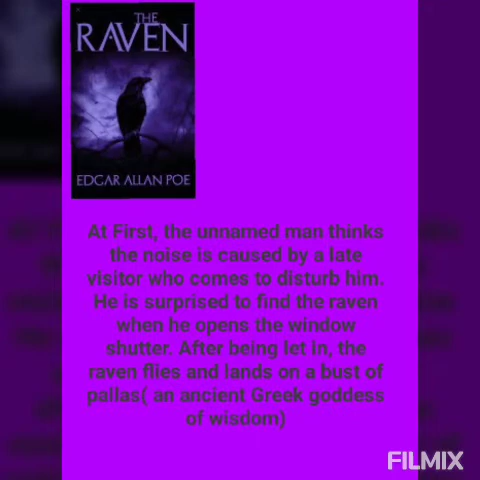 THE
RAVEN
EDGAR ALLAN POE
At First, the unnamed man thinks
the noise is caused by a late
visitor who comes to disturb him.
He is surprised to find the raven
when he opens the window
shutter. After being let in, the
raven flies and lands on a bust of
pallas( an ancient Greek goddess
of wisdom)
FILMIX